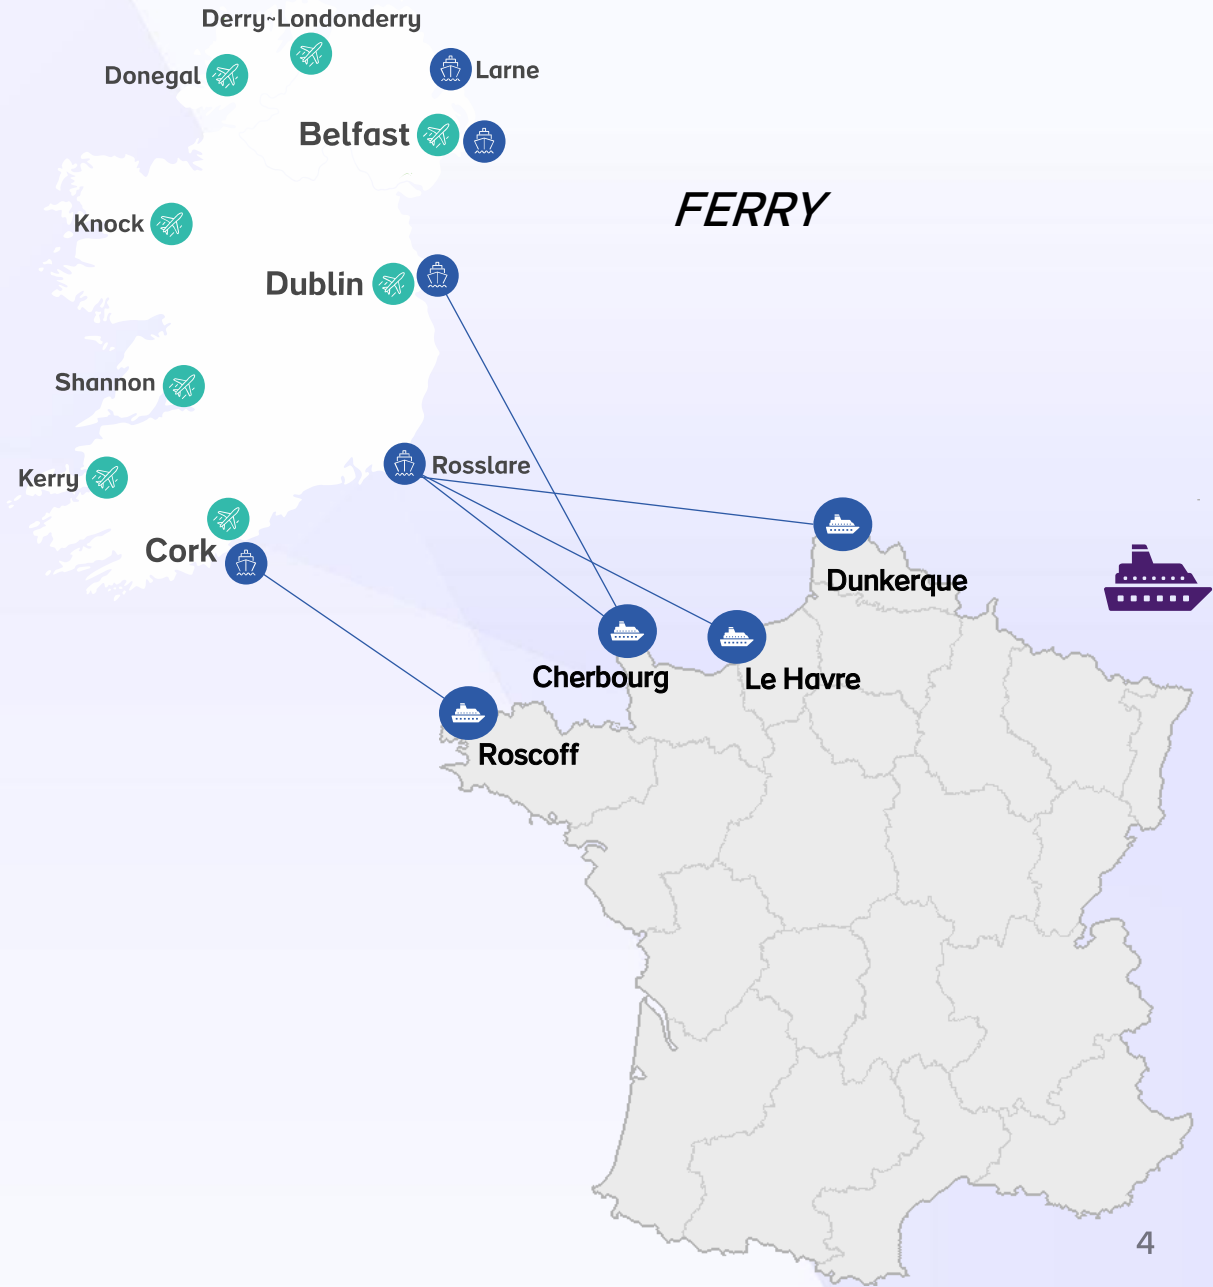 Derry~Londonderry
Donegal
Larne
Belfast
FERRY
Knock
Dublin
Shannon
Rosslare
Kerry
Cork
Dunkerque
Cherbourg
Le Havre
Roscoff
4